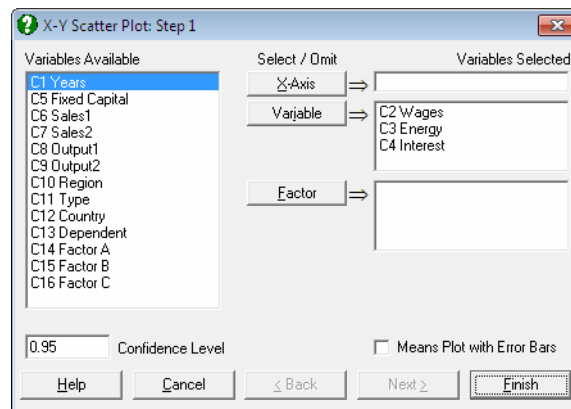 X-Y Scatter Plot: Step 1
Variables Available
Select / Omit
Variables Selected
C1 Years
C5 Fixed Capital
C6 Sales1
C7 Sales2
C8 Output1
C9 Output2
C10 Region
C11 Type
C12 Country
C13 Dependent
C14 Factor A
C15 Factor B
C16 Factor C
X-Axis
Variable
C2 Wages
C3 Energy
C4 Interest
Factor
0.95 Confidence Level
Means Plot with Error Bars
Help
Cancel
< Back
Next >
Finish